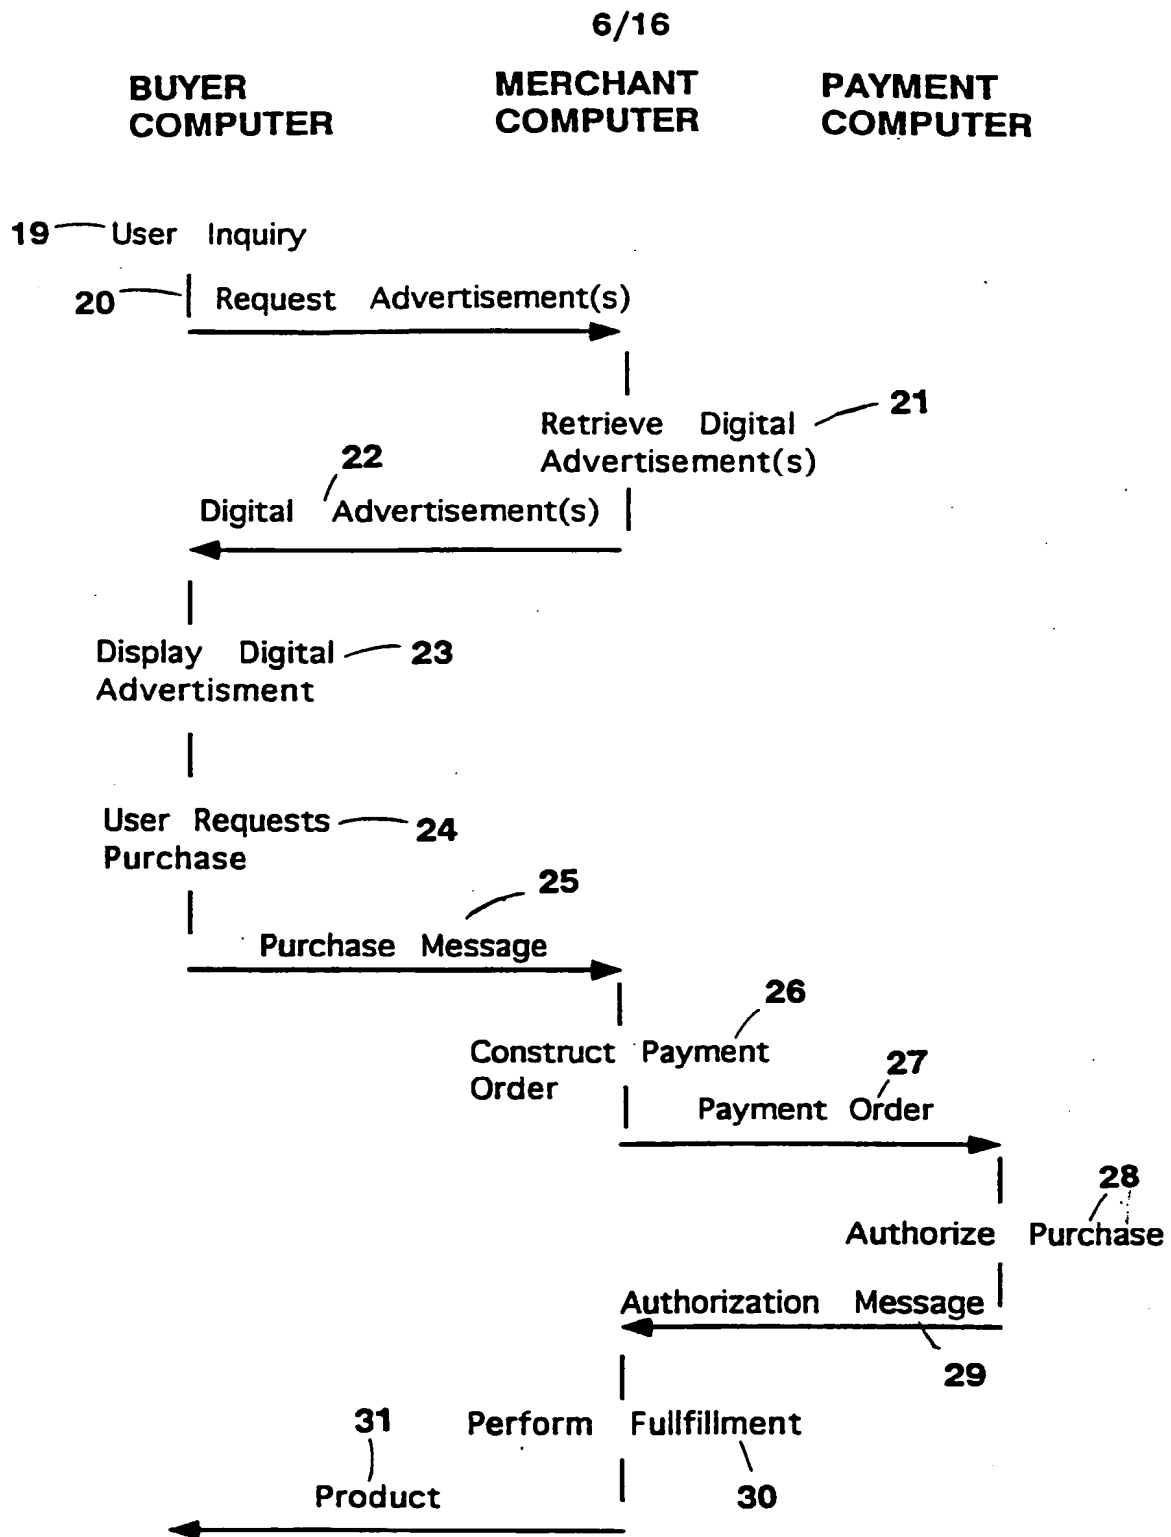 6/16
BUYER
COMPUTER
MERCHANT
COMPUTER
PAYMENT
COMPUTER
19 User Inquiry
20 Request Advertisement(s)
21
Retrieve Digital
Advertisement(s)
22
Digital Advertisement(s)
Display Digital 23
Advertisment
User Requests 24
Purchase
25
Purchase Message
26
Construct Payment
Order
27
Payment Order
28
Authorize Purchase
Authorization Message
29
31
Perform Fullfillment
Product
30